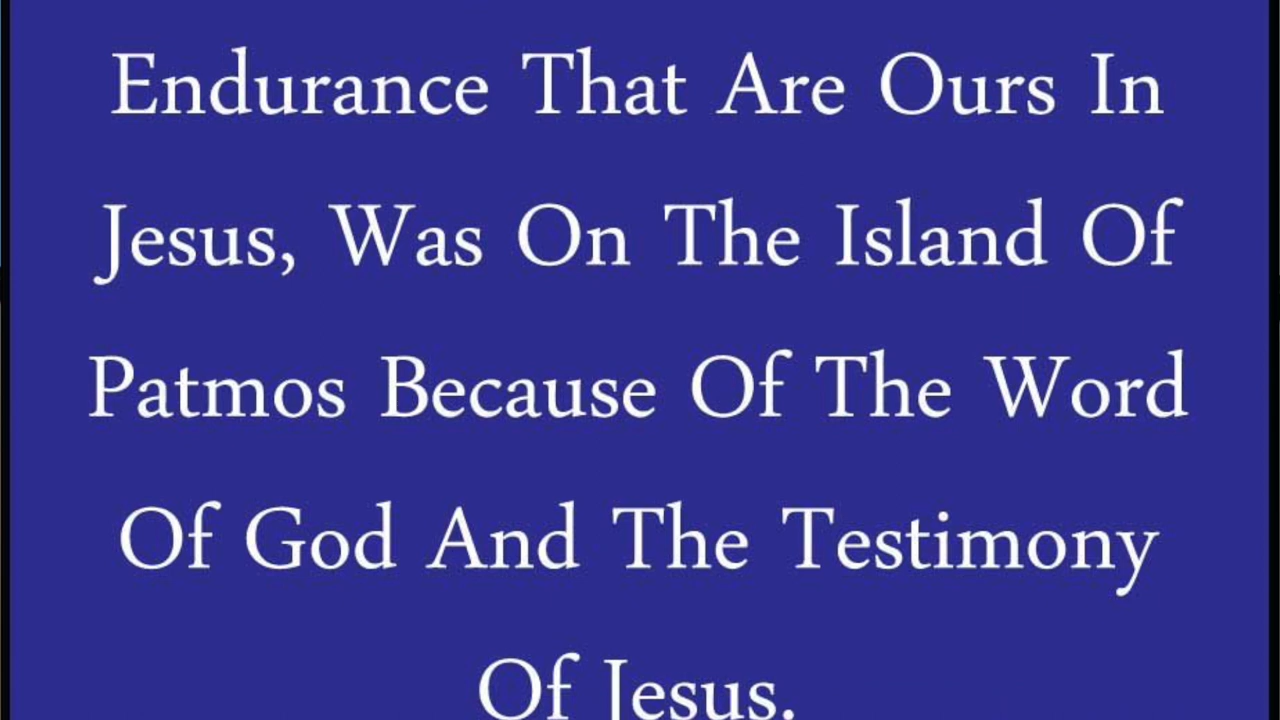 Endurance That Are Ours In
Jesus, Was On The Island Of
Patmos Because Of The Word
Of God And The Testimony
Of Jesus.